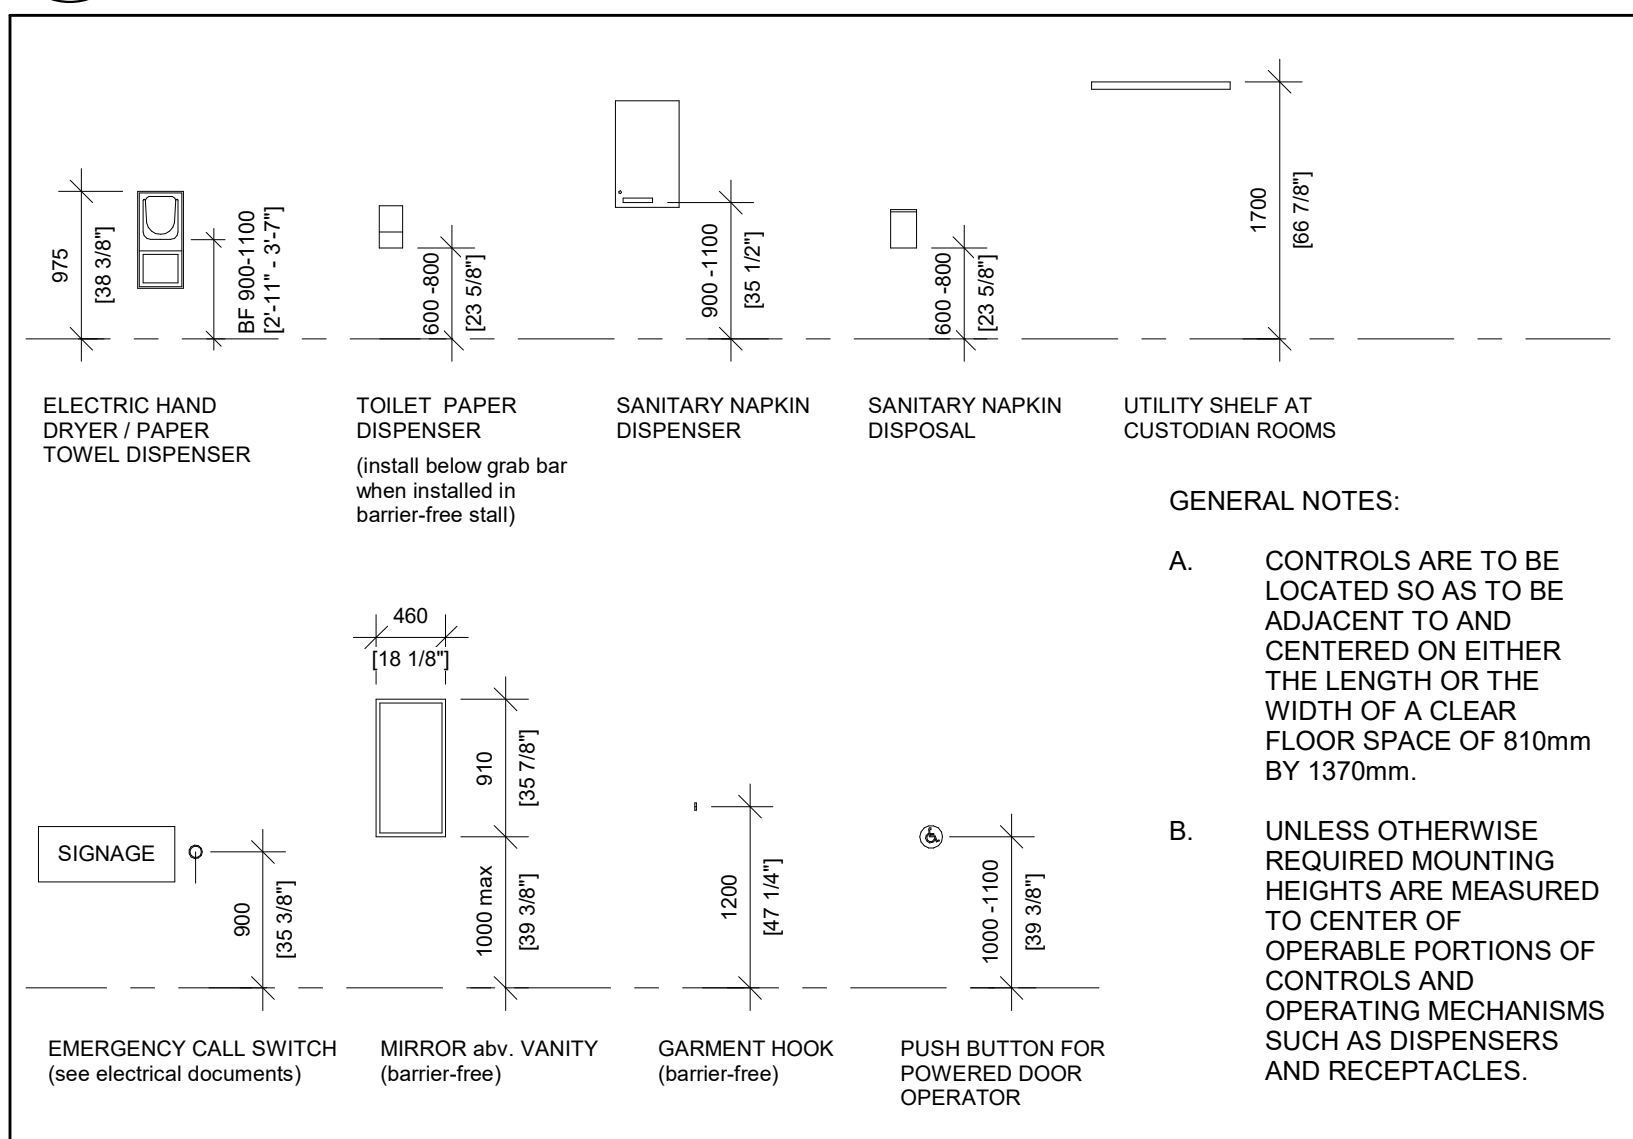 975
[38 3/8"]
BF 900-1100
[2'-11" - 3'-7"]
600 -800
[23 5/8"]
900 -1100
[35 1/2"]
600 -800
[23 5/8"]
1700
[66 7/8"]
ELECTRIC HAND
DRYER / PAPER
TOWEL DISPENSER
TOILET PAPER
DISPENSER
(install below grab bar
when installed in
barrier-free stall)
SANITARY NAPKIN
DISPENSER
SANITARY NAPKIN
DISPOSAL
UTILITY SHELF AT
CUSTODIAN ROOMS
SIGNAGE
900
[35 3/8"]
460
[18 1/8"]
910
[35 7/8"]
1000 max
[39 3/8"]
1200
[47 1/4"]
1000 -1100
[39 3/8"]
EMERGENCY CALL SWITCH
(see electrical documents)
MIRROR abv. VANITY
(barrier-free)
GARMENT HOOK
(barrier-free)
PUSH BUTTON FOR
POWERED DOOR
OPERATOR
GENERAL NOTES:
A. CONTROLS ARE TO BE
LOCATED SO AS TO BE
ADJACENT TO AND
CENTERED ON EITHER
THE LENGTH OR THE
WIDTH OF A CLEAR
FLOOR SPACE OF 810mm
BY 1370mm.
B. UNLESS OTHERWISE
REQUIRED MOUNTING
HEIGHTS ARE MEASURED
TO CENTER OF
OPERABLE PORTIONS OF
CONTROLS AND
OPERATING MECHANISMS
SUCH AS DISPENSERS
AND RECEPTACLES.